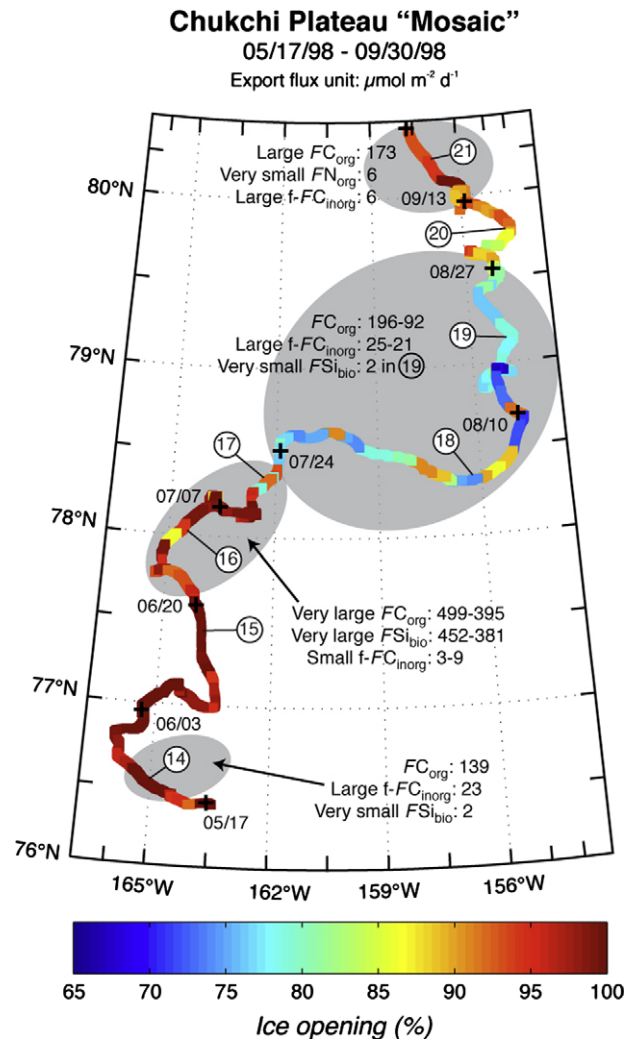 Chukchi Plateau “Mosaic”
05/17/98 - 09/30/98
Export flux unit: µmol m⁻² d⁻¹
Large FCorg: 173
Very small FNorg: 6
Large f-FCinorg: 6
21
80°N
09/13
20
08/27
FCorg: 196-92
Large f-FCinorg: 25-21
Very small FSibio: 2 in 19
19
79°N
08/10
17
07/24
18
07/07
78°N
16
06/20
15
Very large FCorg: 499-395
Very large FSibio: 452-381
Small f-FCinorg: 3-9
77°N
06/03
14
FCorg: 139
Large f-FCinorg: 23
Very small FSibio: 2
05/17
76°N
165°W 162°W 159°W 156°W
65 70 75 80 85 90 95 100
Ice opening (%)